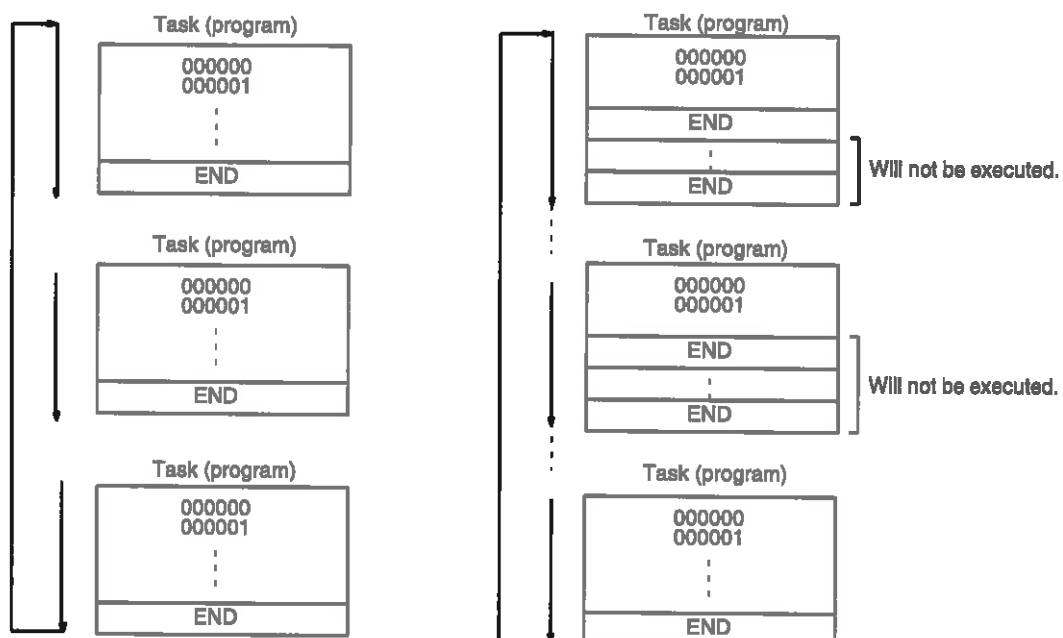 Task (program)
000000
000001
END
Task (program)
000000
000001
END
Task (program)
000000
000001
END
Task (program)
000000
000001
END
END
Will not be executed.
Task (program)
000000
000001
END
END
Will not be executed.
Task (program)
000000
000001
END